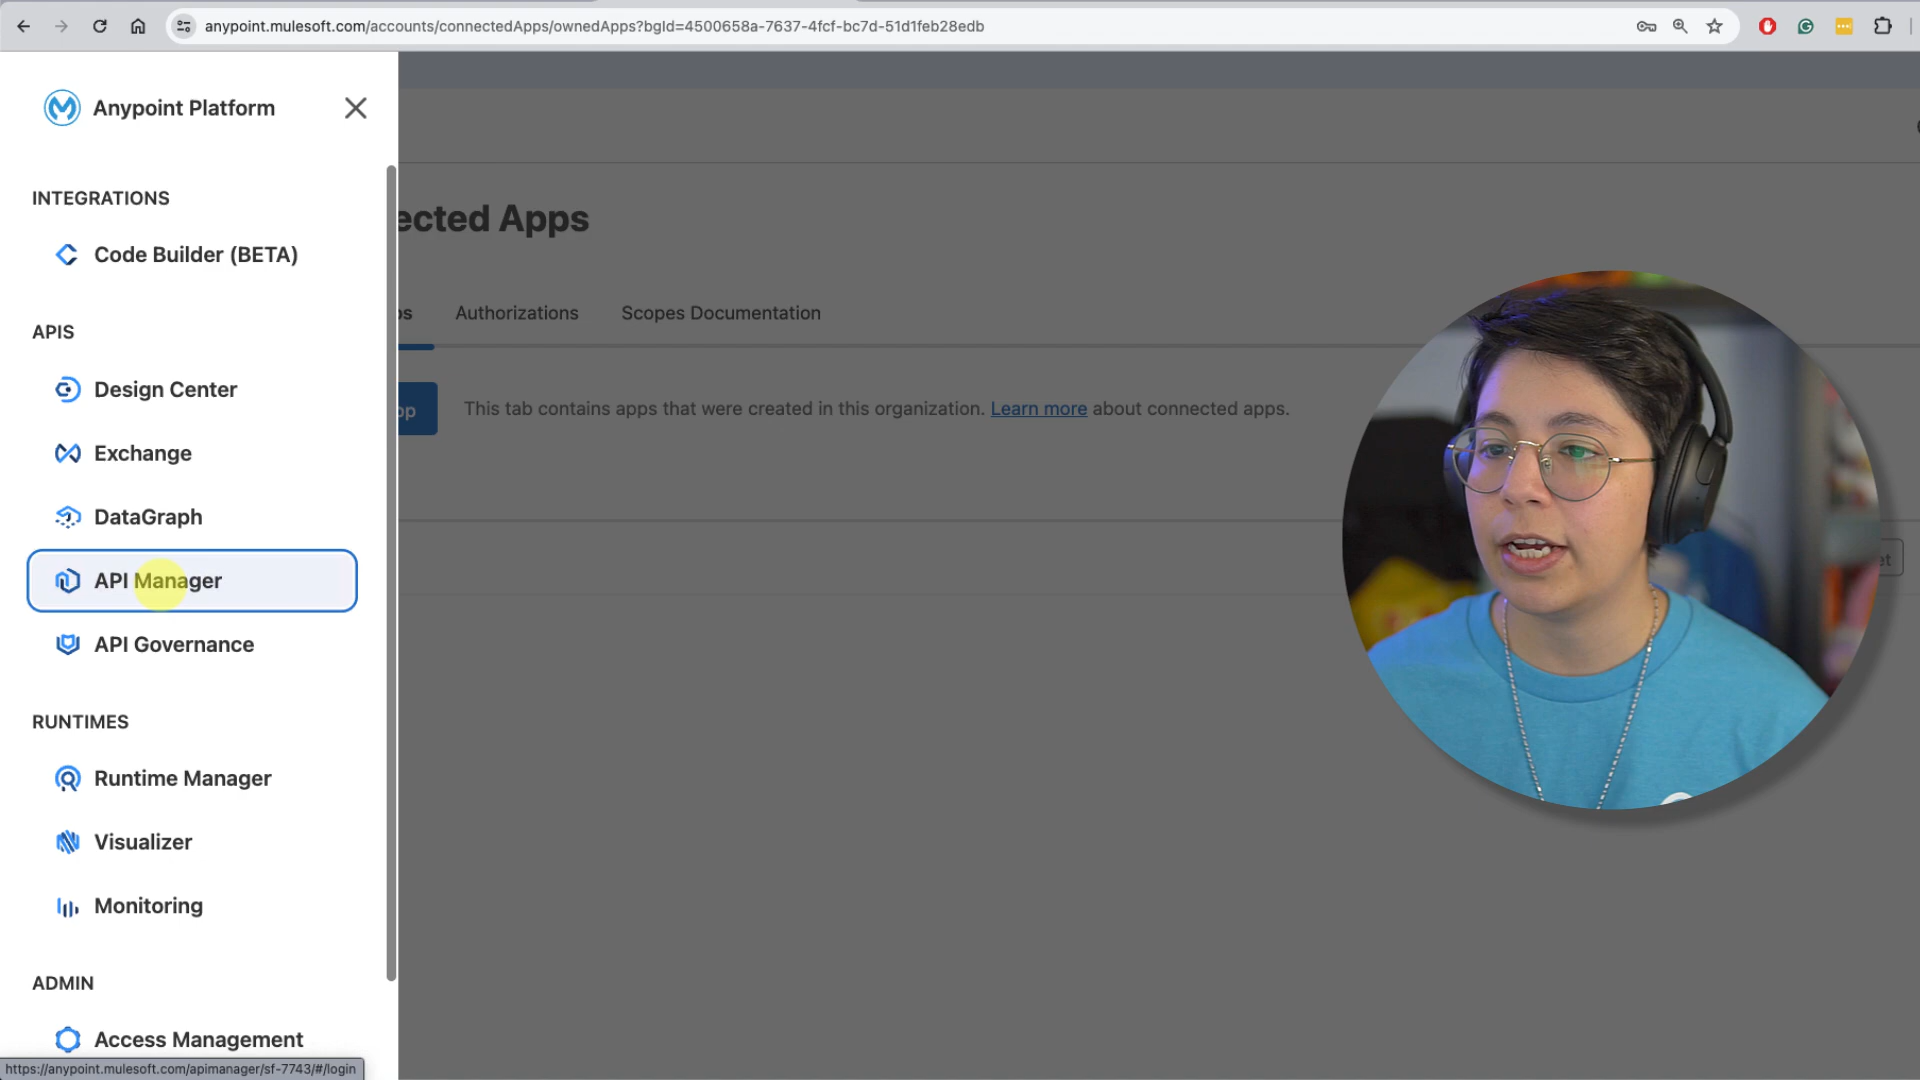 anypoint.mulesoft.com/accounts/connectedApps/ownedApps?bgId=4500658a-7637-4fcf-bc7d-51d1feb28edb
Anypoint Platform
INTEGRATIONS
ected Apps
Code Builder (BETA)
APIS
os
Authorizations
Scopes Documentation
Design Center
op
This tab contains apps that were created in this organization. Learn more about connected apps.
Exchange
DataGraph
et
API Manager
API Governance
RUNTIMES
Runtime Manager
Visualizer
Monitoring
ADMIN
Access Management
https://anypoint.mulesoft.com/apimanager/sf-7743/#/login